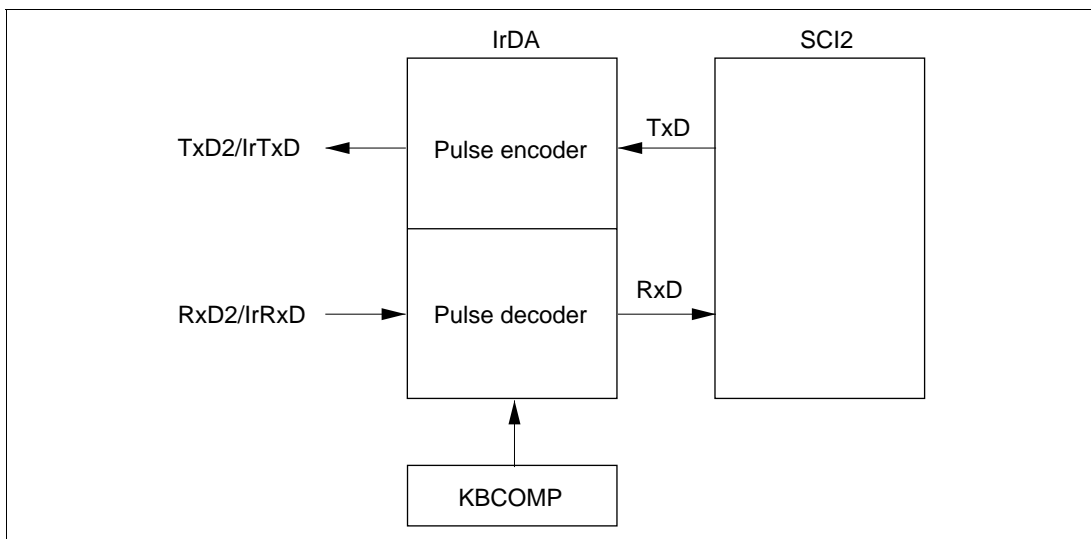 IrDA
SCI2
TxD2/IrTxD
Pulse encoder
TxD
RxD2/IrRxD
Pulse decoder
RxD
KBCOMP